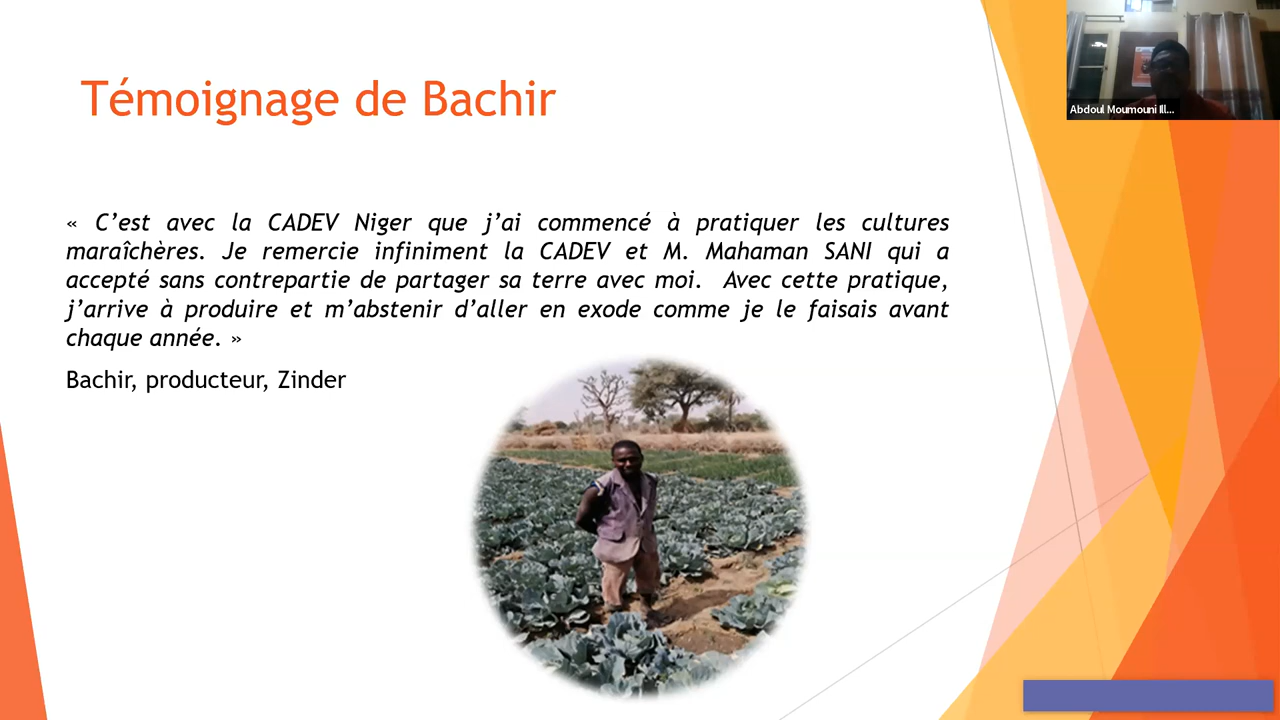 Témoignage de Bachir
Abdoul Moumouni Ill...
« C’est avec la CADEV Niger que j’ai commencé à pratiquer les cultures
maraîchères. Je remercie infiniment la CADEV et M. Mahaman SANI qui a
accepté sans contrepartie de partager sa terre avec moi. Avec cette pratique,
j’arrive à produire et m’abstenir d’aller en exode comme je le faisais avant
chaque année. »
Bachir, producteur, Zinder